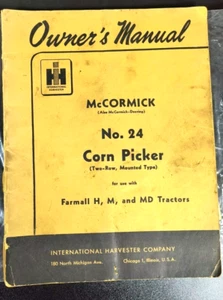 Owner's Manual
IH
INTERNATIONAL
HARVESTER
McCORMICK
(Also McCormick-Deering)
No. 24
Corn Picker
(Two-Row, Mounted Type)
for use with
Farmall H, M, and MD Tractors
INTERNATIONAL HARVESTER COMPANY
180 North Michigan Ave. Chicago 1, Illinois, U.S.A.